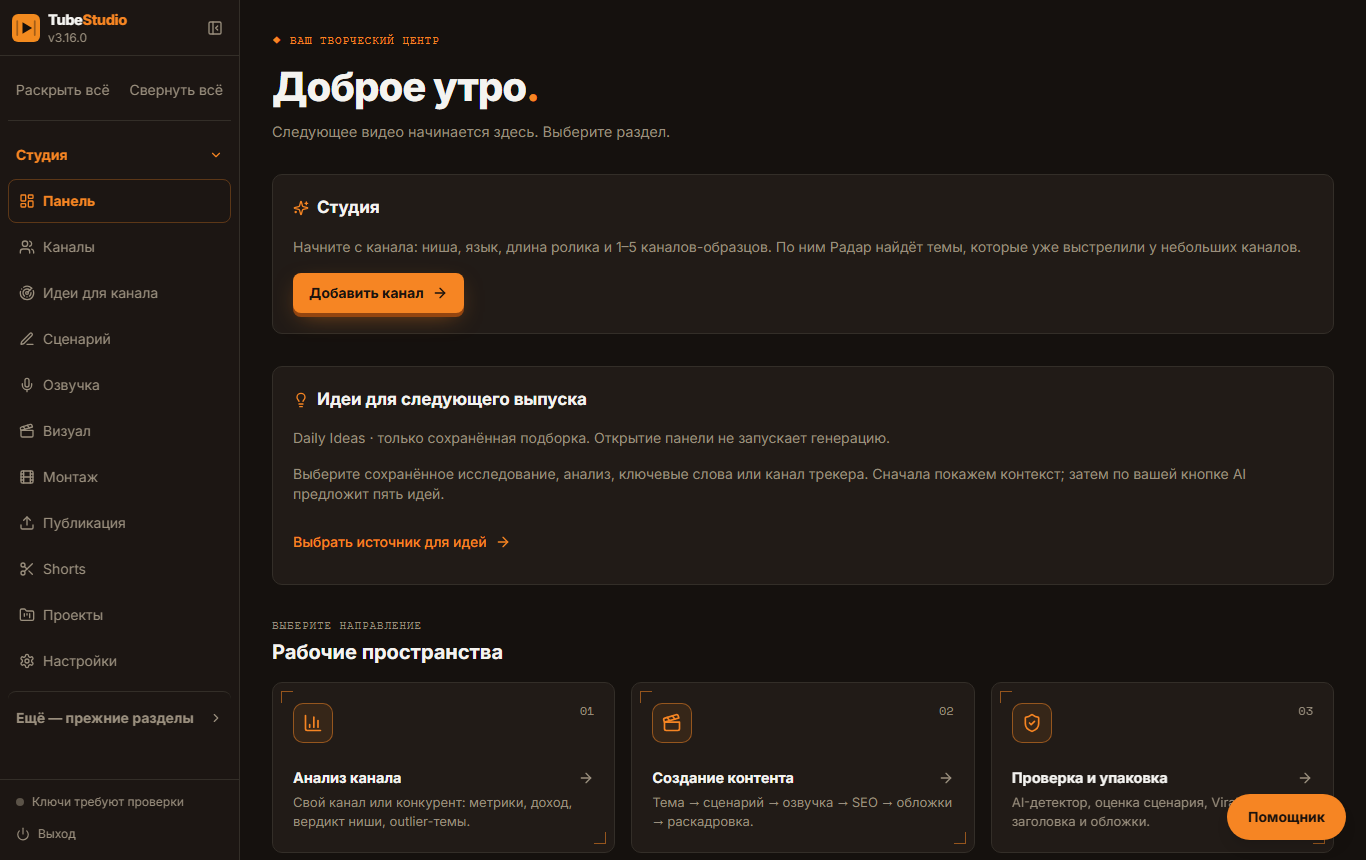 TubeStudio
v3.16.0
Раскрыть всё
Свернуть всё
Студия
Панель
Каналы
Идеи для канала
Сценарий
Озвучка
Визуал
Монтаж
Публикация
Shorts
Проекты
Настройки
Ещё — прежние разделы
Ключи требуют проверки
Выход
ВАШ ТВОРЧЕСКИЙ ЦЕНТР
Доброе утро.
Следующее видео начинается здесь. Выберите раздел.
Студия
Начните с канала: ниша, язык, длина ролика и 1–5 каналов-образцов. По ним Радар найдёт темы, которые уже выстрелили у небольших каналов.
Добавить канал →
Идеи для следующего выпуска
Daily Ideas · только сохранённая подборка. Открытие панели не запускает генерацию.
Выберите сохранённое исследование, анализ, ключевые слова или канал трекера. Сначала покажем контекст; затем по вашей кнопке AI
предложит пять идей.
Выбрать источник для идей →
ВЫБЕРИТЕ НАПРАВЛЕНИЕ
Рабочие пространства
01
Анализ канала →
Свой канал или конкурент: метрики, доход,
вердикт ниши, outlier-темы.
02
Создание контента →
Тема → сценарий → озвучка → SEO → обложки
→ раскадровка.
03
Проверка и упаковка →
AI-детектор, оценка сценария,
заголовка и обложки.
Помощник